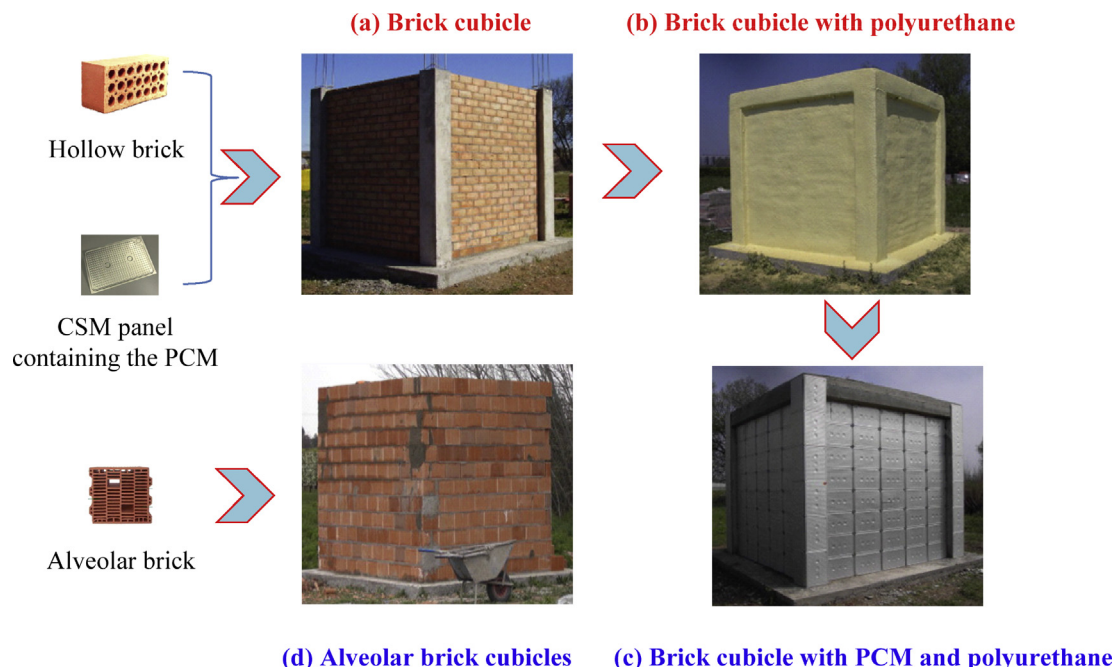 (a) Brick cubicle
(b) Brick cubicle with polyurethane
Hollow brick
CSM panel
containing the PCM
Alveolar brick
(d) Alveolar brick cubicles
(c) Brick cubicle with PCM and polyurethane